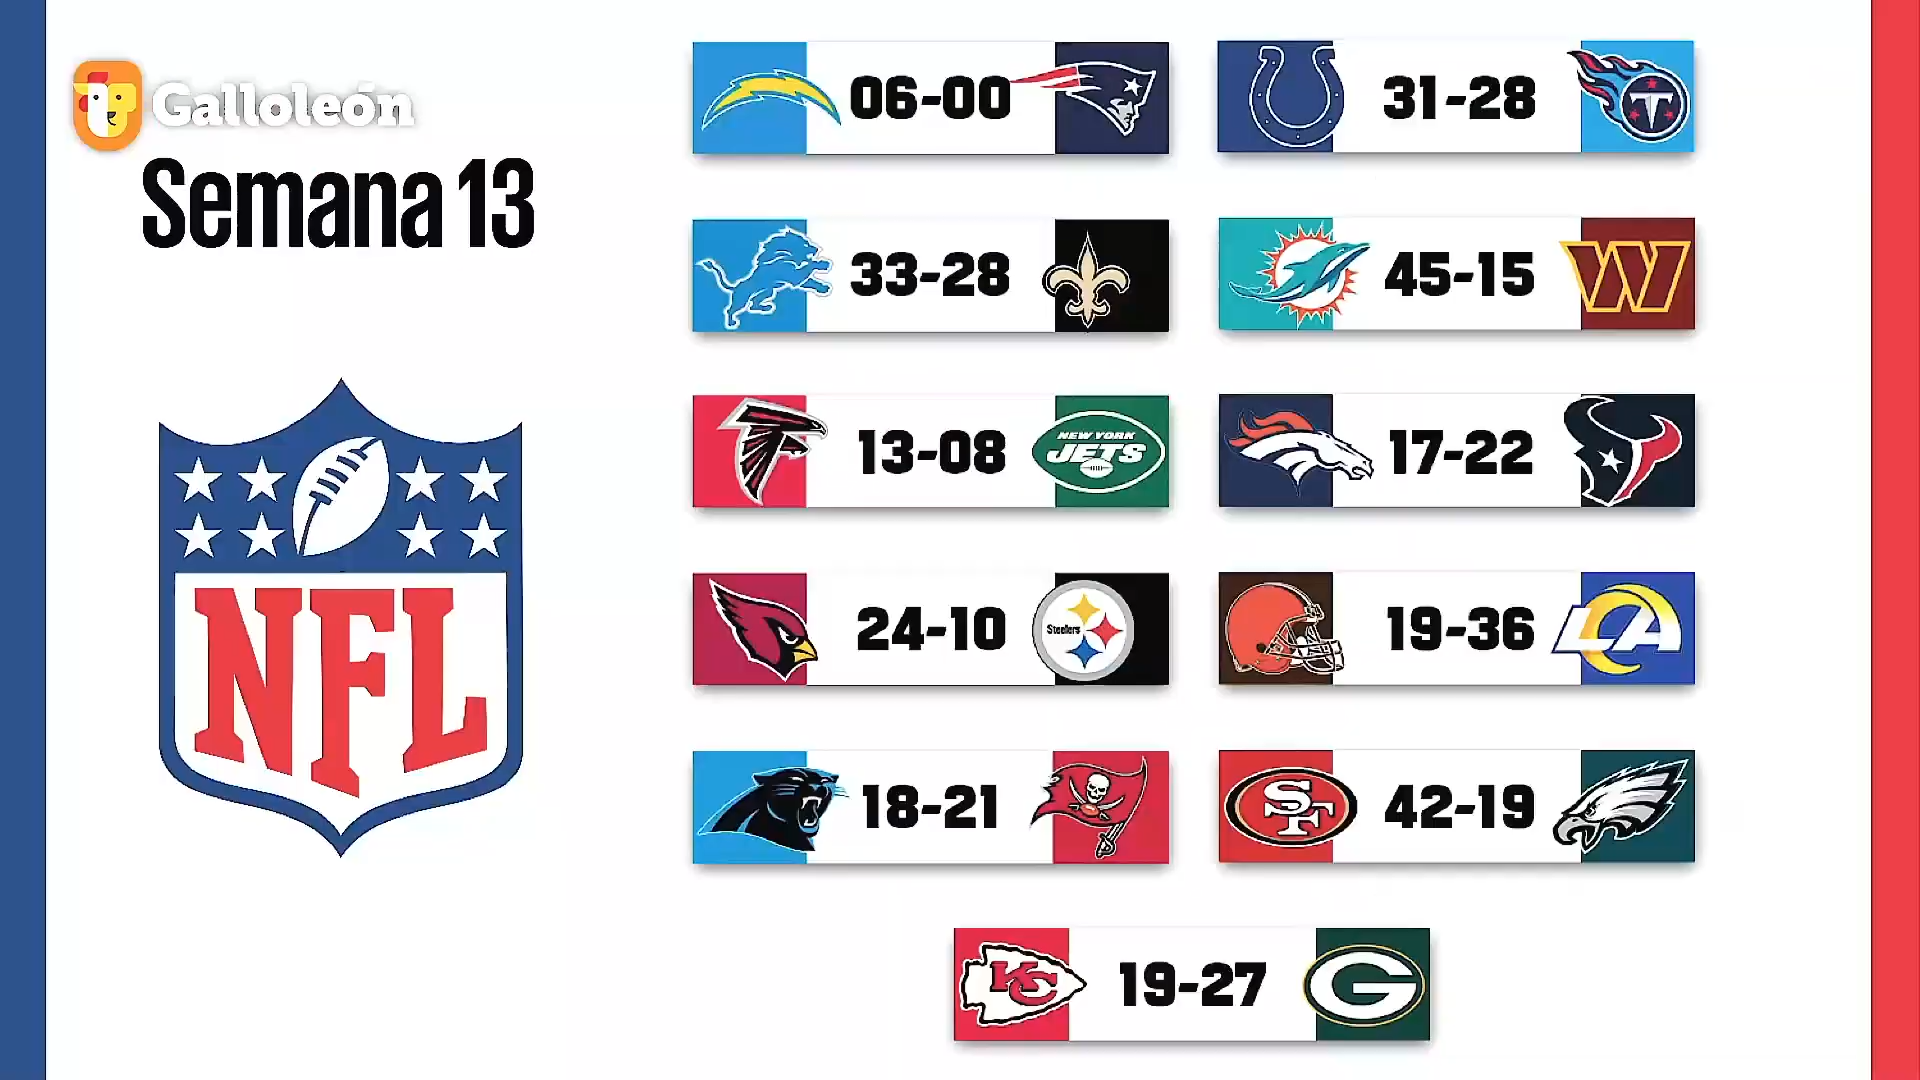 Galloleón
Semana 13
NFL
06-00
31-28
33-28
45-15
13-08
NEW YORK
JETS
17-22
24-10
Steelers
19-36
LA
18-21
SF
42-19
KC
19-27
G